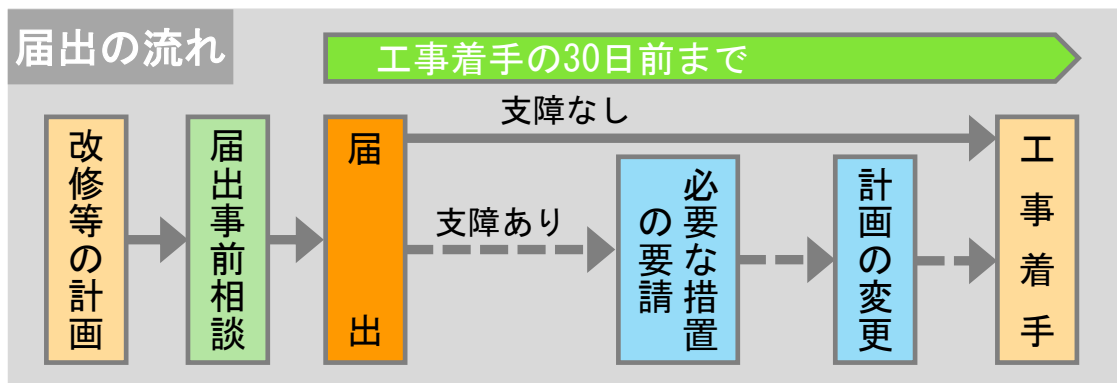 届出の流れ
工事着手の30日前まで
改修等の計画
届出事前相談
届出
支障なし
支障あり
必要な措置
の要請
計画の変更
工事着手